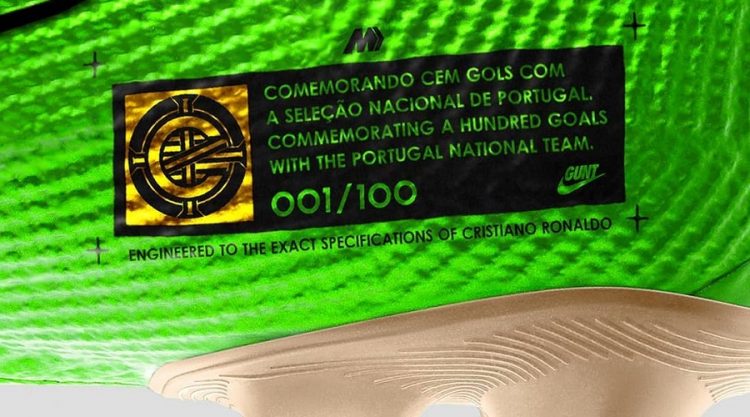 COMEMORANDO CEM GOLS COM
A SELEÇÃO NACIONAL DE PORTUGAL.
COMMEMORATING A HUNDRED GOALS
WITH THE PORTUGAL NATIONAL TEAM.
001/100
GUNT
ENGINEERED TO THE EXACT SPECIFICATIONS OF CRISTIANO RONALDO